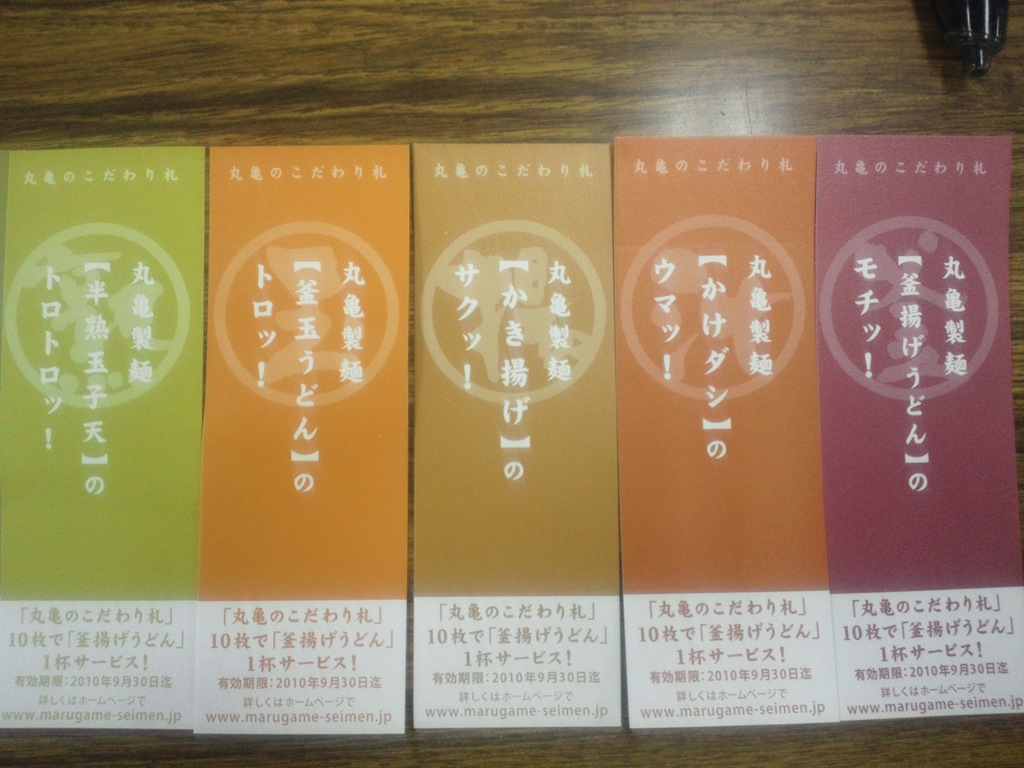 丸亀のこだわり札
丸亀製麺
【半熟玉子天】の
トロトロッ！
「丸亀のこだわり札」
10枚で「釜揚げうどん」
1杯サービス！
有効期限：2010年9月30日迄
詳しくはホームページで
www.marugame-seimen.jp
丸亀のこだわり札
丸亀製麺
【釜玉うどん】の
トロッ！
「丸亀のこだわり札」
10枚で「釜揚げうどん」
1杯サービス！
有効期限：2010年9月30日迄
詳しくはホームページで
www.marugame-seimen.jp
丸亀のこだわり札
丸亀製麺
【かき揚げ】の
サクッ！
「丸亀のこだわり札」
10枚で「釜揚げうどん」
1杯サービス！
有効期限：2010年9月30日迄
詳しくはホームページで
www.marugame-seimen.jp
丸亀のこだわり札
丸亀製麺
【かけダシ】の
ウマッ！
「丸亀のこだわり札」
10枚で「釜揚げうどん」
1杯サービス！
有効期限：2010年9月30日迄
詳しくはホームページで
www.marugame-seimen.jp
丸亀のこだわり札
丸亀製麺
【釜揚げうどん】の
モチッ！
「丸亀のこだわり札」
10枚で「釜揚げうどん」
1杯サービス！
有効期限：2010年9月30日迄
詳しくはホームページで
www.marugame-seimen.jp